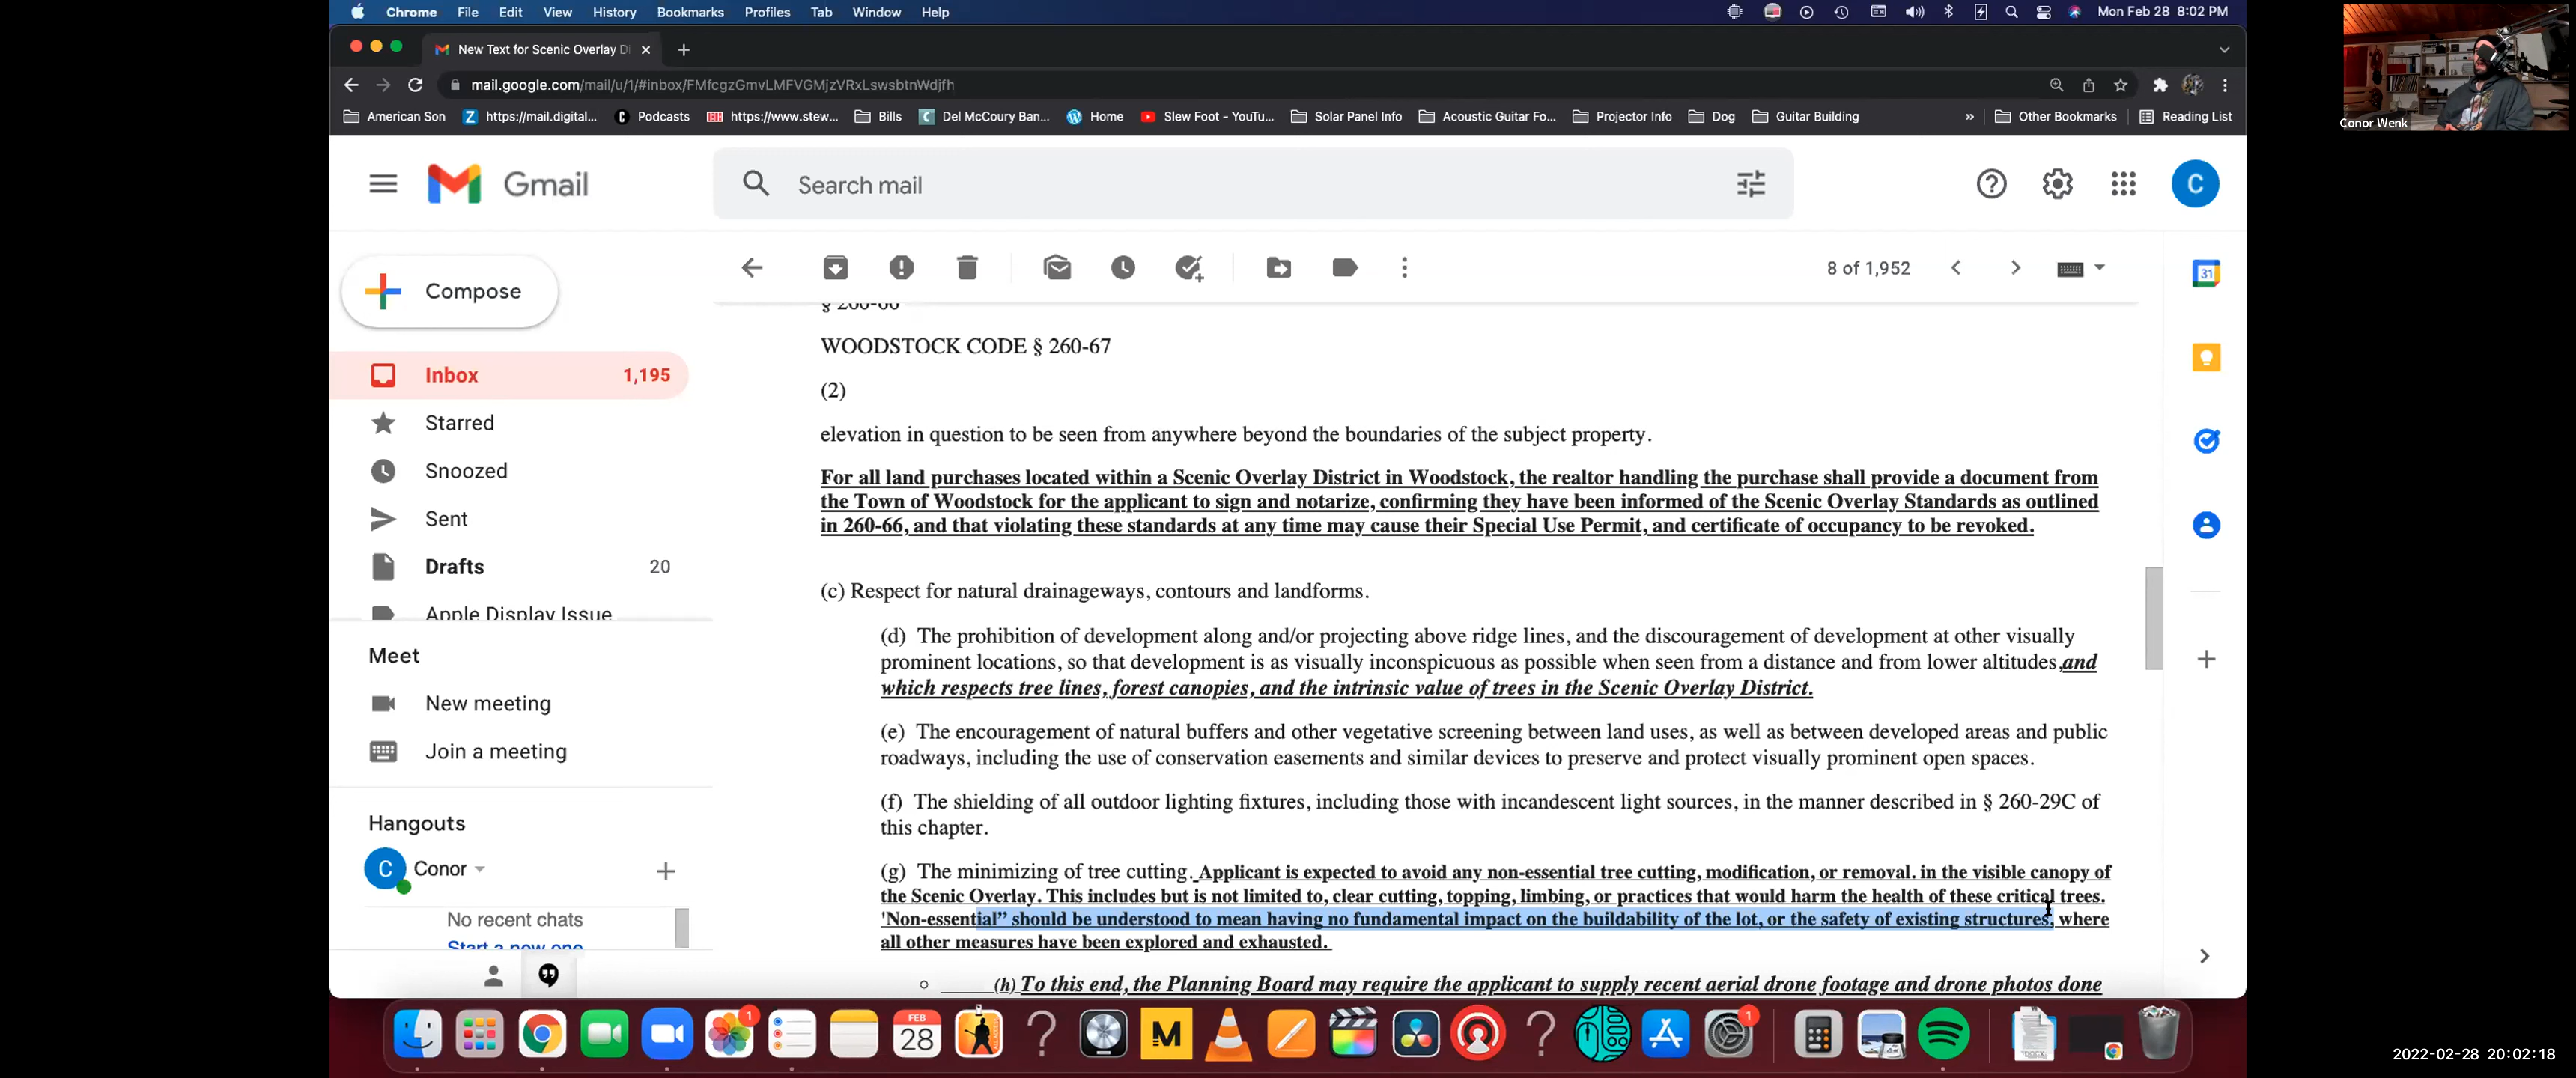 Chrome File Edit View History Bookmarks Profiles Tab Window Help Mon Feb 28 8:02 PM
New Text for Scenic Overlay Di
mail.google.com/mail/u/1/#inbox/FMfcgzGmvLMFVGMjzVRxLswsbtnWdjfh
American Son https://mail.digital... Podcasts https://www.stew... Bills Del McCoury Ban... Home Slew Foot - YouTu... Solar Panel Info Acoustic Guitar Fo... Projector Info Dog Guitar Building » Other Bookmarks Reading List
Conor Wenk
Gmail
Search mail
C
Compose
8 of 1,952
31
Inbox 1,195
Starred
Snoozed
Sent
Drafts 20
Apple Display Issue
Meet
New meeting
Join a meeting
Hangouts
C Conor
No recent chats
Start a new one
§ 260-66
WOODSTOCK CODE § 260-67
(2)
elevation in question to be seen from anywhere beyond the boundaries of the subject property.
For all land purchases located within a Scenic Overlay District in Woodstock, the realtor handling the purchase shall provide a document from
the Town of Woodstock for the applicant to sign and notarize, confirming they have been informed of the Scenic Overlay Standards as outlined
in 260-66, and that violating these standards at any time may cause their Special Use Permit, and certificate of occupancy to be revoked.
(c) Respect for natural drainageways, contours and landforms.
(d) The prohibition of development along and/or projecting above ridge lines, and the discouragement of development at other visually
prominent locations, so that development is as visually inconspicuous as possible when seen from a distance and from lower altitudes,and
which respects tree lines, forest canopies, and the intrinsic value of trees in the Scenic Overlay District.
(e) The encouragement of natural buffers and other vegetative screening between land uses, as well as between developed areas and public
roadways, including the use of conservation easements and similar devices to preserve and protect visually prominent open spaces.
(f) The shielding of all outdoor lighting fixtures, including those with incandescent light sources, in the manner described in § 260-29C of
this chapter.
(g) The minimizing of tree cutting. Applicant is expected to avoid any non-essential tree cutting, modification, or removal. in the visible canopy of
the Scenic Overlay. This includes but is not limited to, clear cutting, topping, limbing, or practices that would harm the health of these critical trees.
'Non-essential” should be understood to mean having no fundamental impact on the buildability of the lot, or the safety of existing structures, where
all other measures have been explored and exhausted.
(h) To this end, the Planning Board may require the applicant to supply recent aerial drone footage and drone photos done
1 FEB 28 M 1
2022-02-28 20:02:18